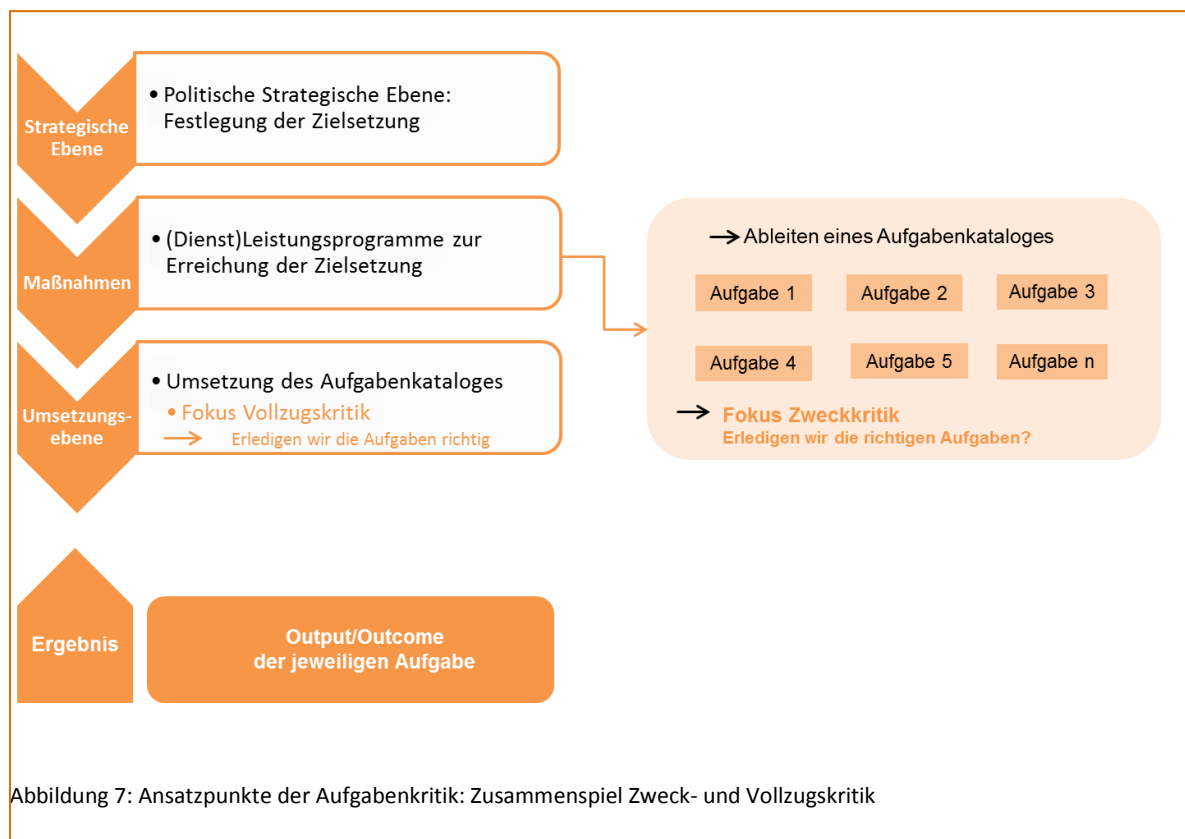 Strategische
Ebene
• Politische Strategische Ebene:
Festlegung der Zielsetzung
Maßnahmen
• (Dienst)Leistungsprogramme zur
Erreichung der Zielsetzung
→ Ableiten eines Aufgabenkataloges
Aufgabe 1
Aufgabe 2
Aufgabe 3
Aufgabe 4
Aufgabe 5
Aufgabe n
→ Fokus Zweckkritik
Erledigen wir die richtigen Aufgaben?
Umsetzungs-
ebene
• Umsetzung des Aufgabenkataloges
• Fokus Vollzugskritik
→ Erledigen wir die Aufgaben richtig
Ergebnis
Output/Outcome
der jeweiligen Aufgabe
Abbildung 7: Ansatzpunkte der Aufgabenkritik: Zusammenspiel Zweck- und Vollzugskritik